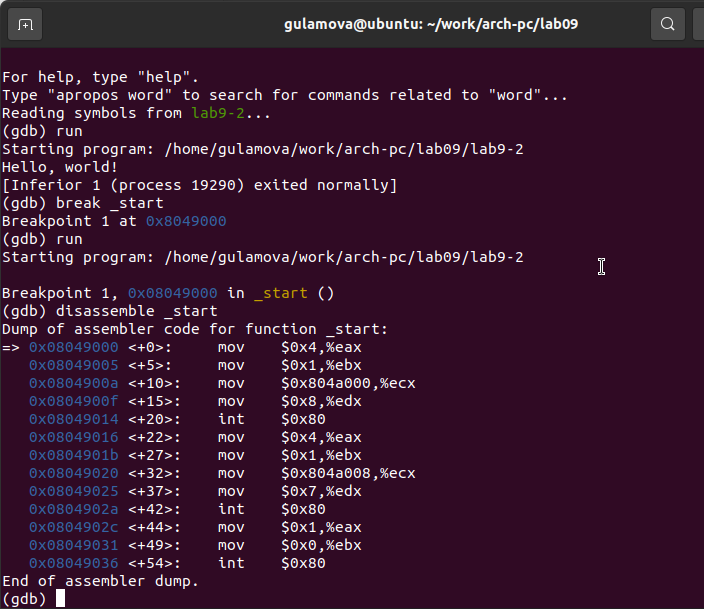 gulamova@ubuntu: ~/work/arch-pc/lab09
For help, type "help".
Type "apropos word" to search for commands related to "word"...
Reading symbols from lab9-2...
(gdb) run
Starting program: /home/gulamova/work/arch-pc/lab09/lab9-2
Hello, world!
[Inferior 1 (process 19290) exited normally]
(gdb) break _start
Breakpoint 1 at 0x8049000
(gdb) run
Starting program: /home/gulamova/work/arch-pc/lab09/lab9-2
Breakpoint 1, 0x08049000 in _start ()
(gdb) disassemble _start
Dump of assembler code for function _start:
=> 0x08049000 <+0>:     mov    $0x4,%eax
   0x08049005 <+5>:     mov    $0x1,%ebx
   0x0804900a <+10>:    mov    $0x804a000,%ecx
   0x0804900f <+15>:    mov    $0x8,%edx
   0x08049014 <+20>:    int    $0x80
   0x08049016 <+22>:    mov    $0x4,%eax
   0x0804901b <+27>:    mov    $0x1,%ebx
   0x08049020 <+32>:    mov    $0x804a008,%ecx
   0x08049025 <+37>:    mov    $0x7,%edx
   0x0804902a <+42>:    int    $0x80
   0x0804902c <+44>:    mov    $0x1,%eax
   0x08049031 <+49>:    mov    $0x0,%ebx
   0x08049036 <+54>:    int    $0x80
End of assembler dump.
(gdb)